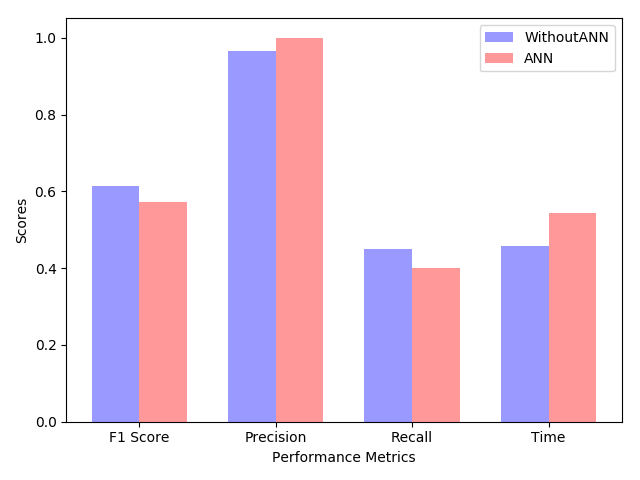 WithoutANN
ANN
1.0
0.8
0.6
0.4
0.2
0.0
Scores
F1 Score
Precision
Recall
Time
Performance Metrics